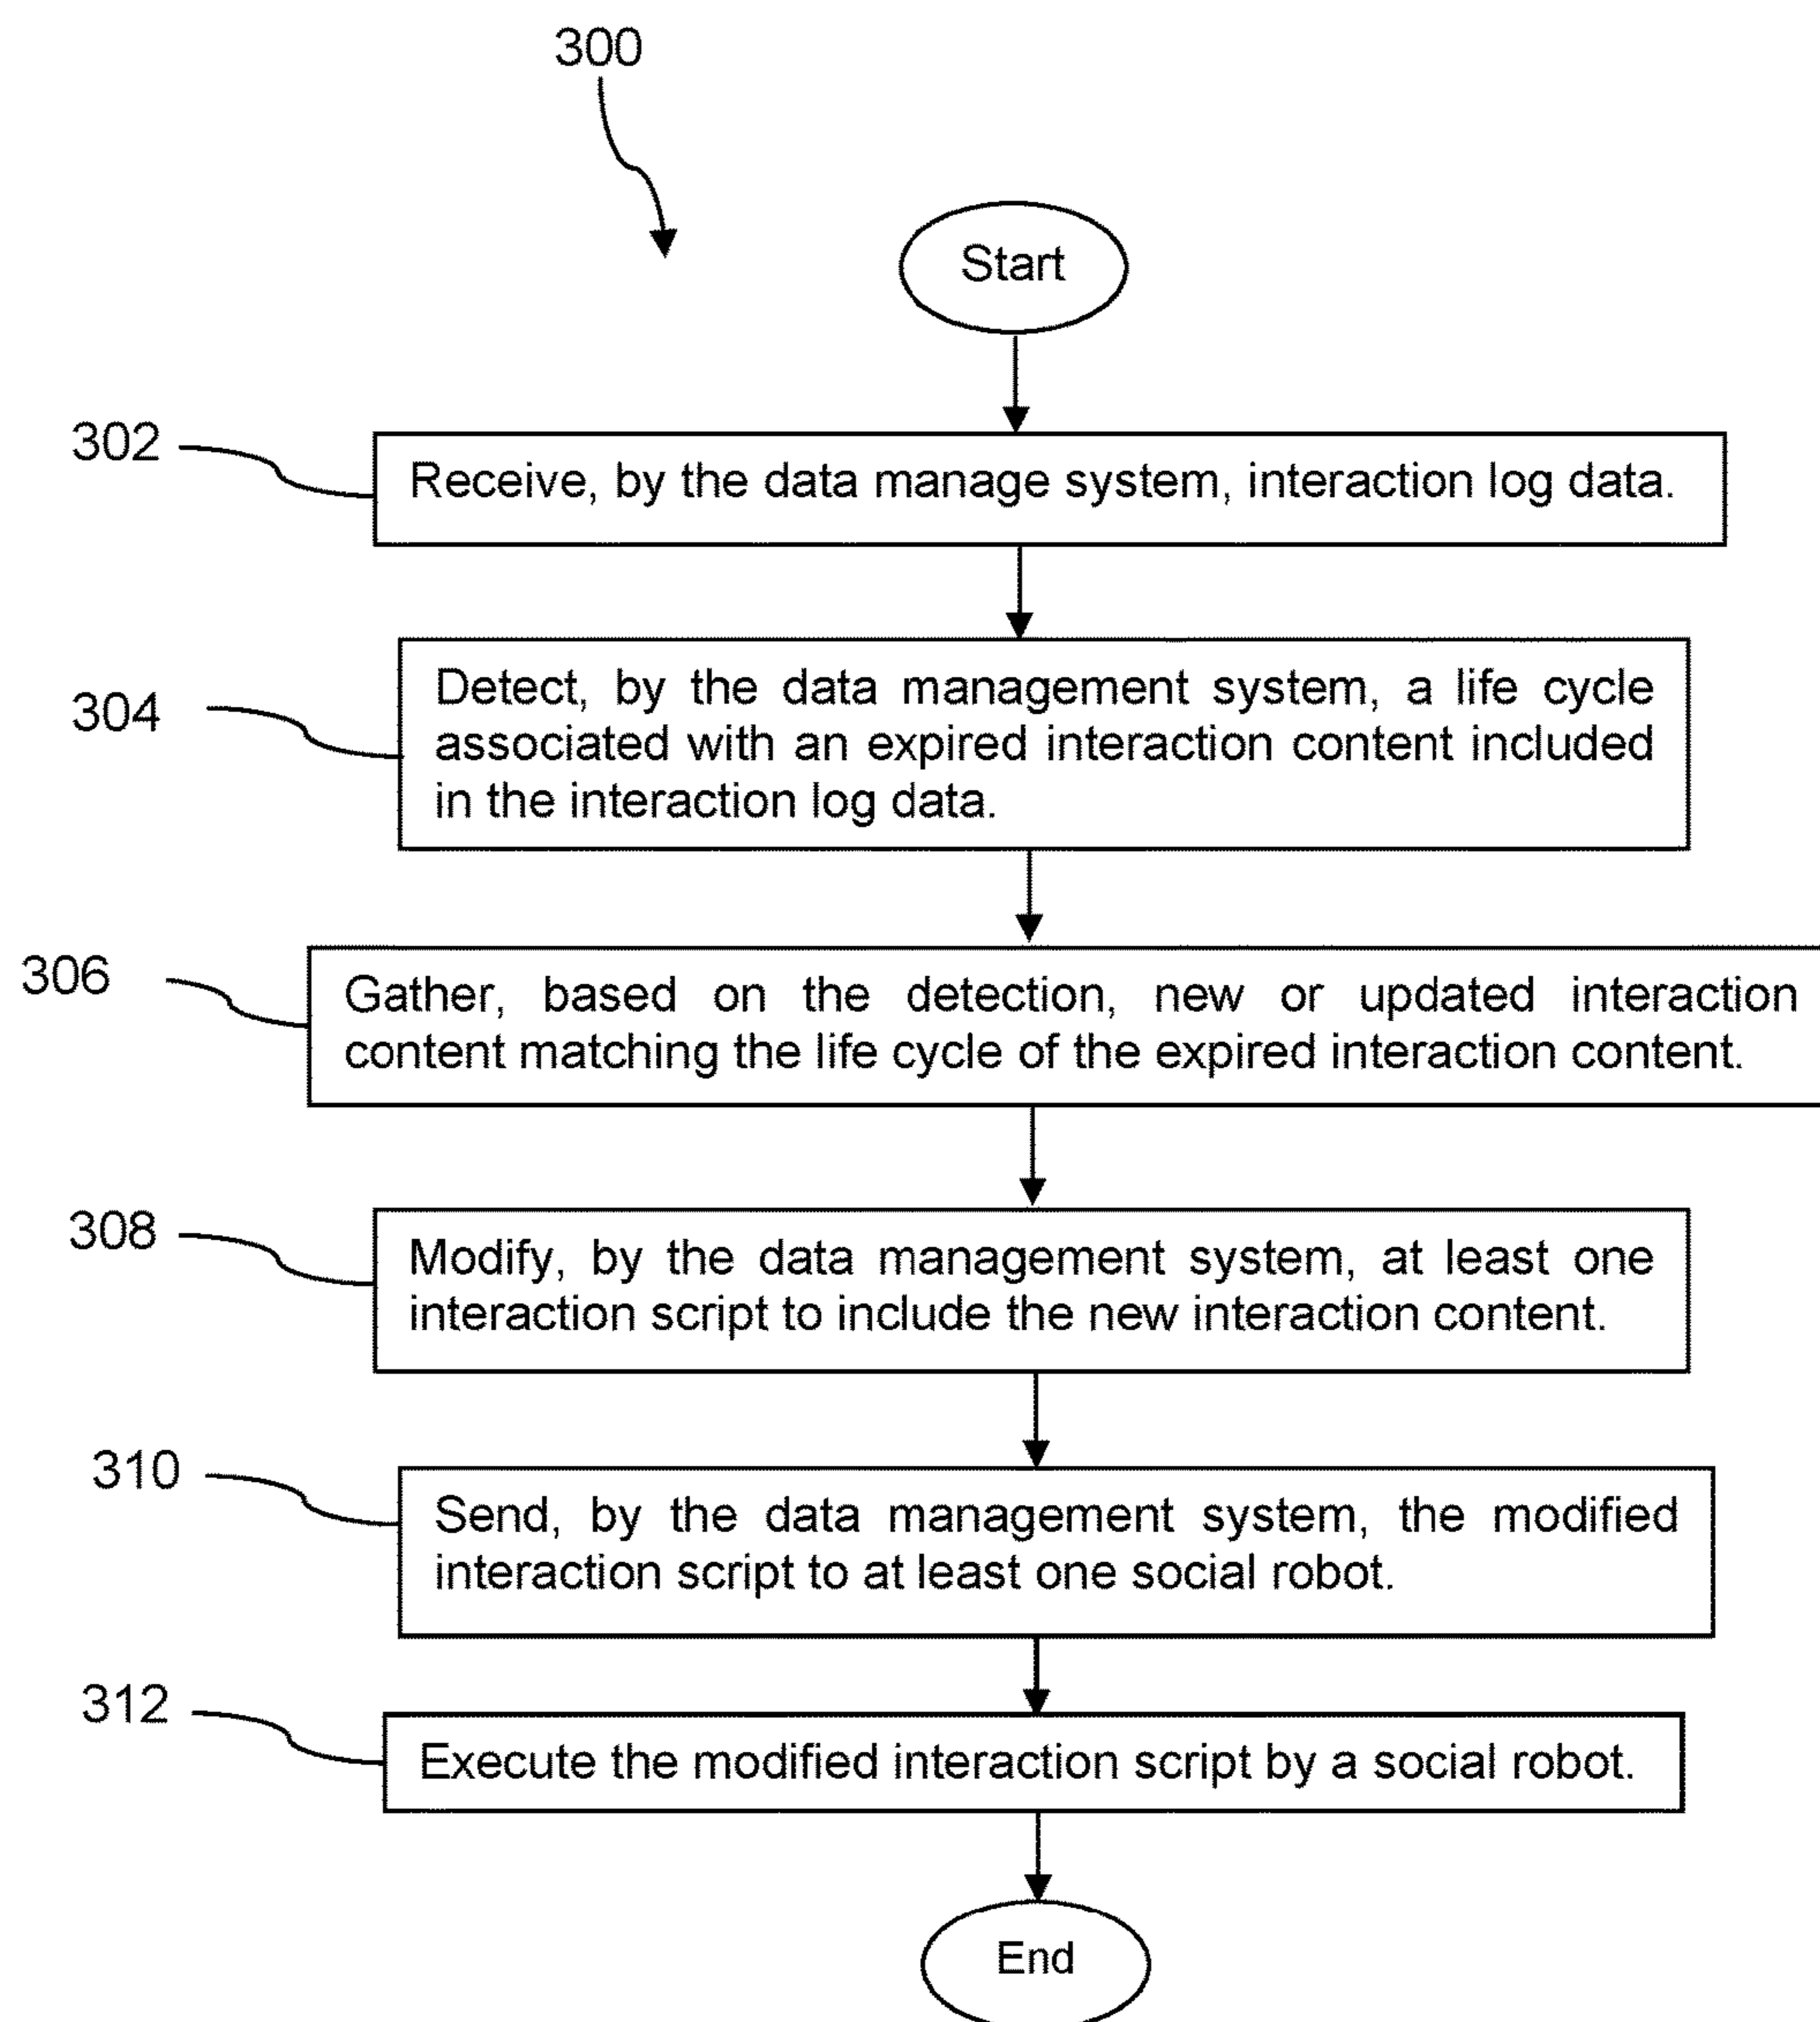 300
Start
302
Receive, by the data manage system, interaction log data.
304
Detect, by the data management system, a life cycle
associated with an expired interaction content included
in the interaction log data.
306
Gather, based on the detection, new or updated interaction
content matching the life cycle of the expired interaction content.
308
Modify, by the data management system, at least one
interaction script to include the new interaction content.
310
Send, by the data management system, the modified
interaction script to at least one social robot.
312
Execute the modified interaction script by a social robot.
End